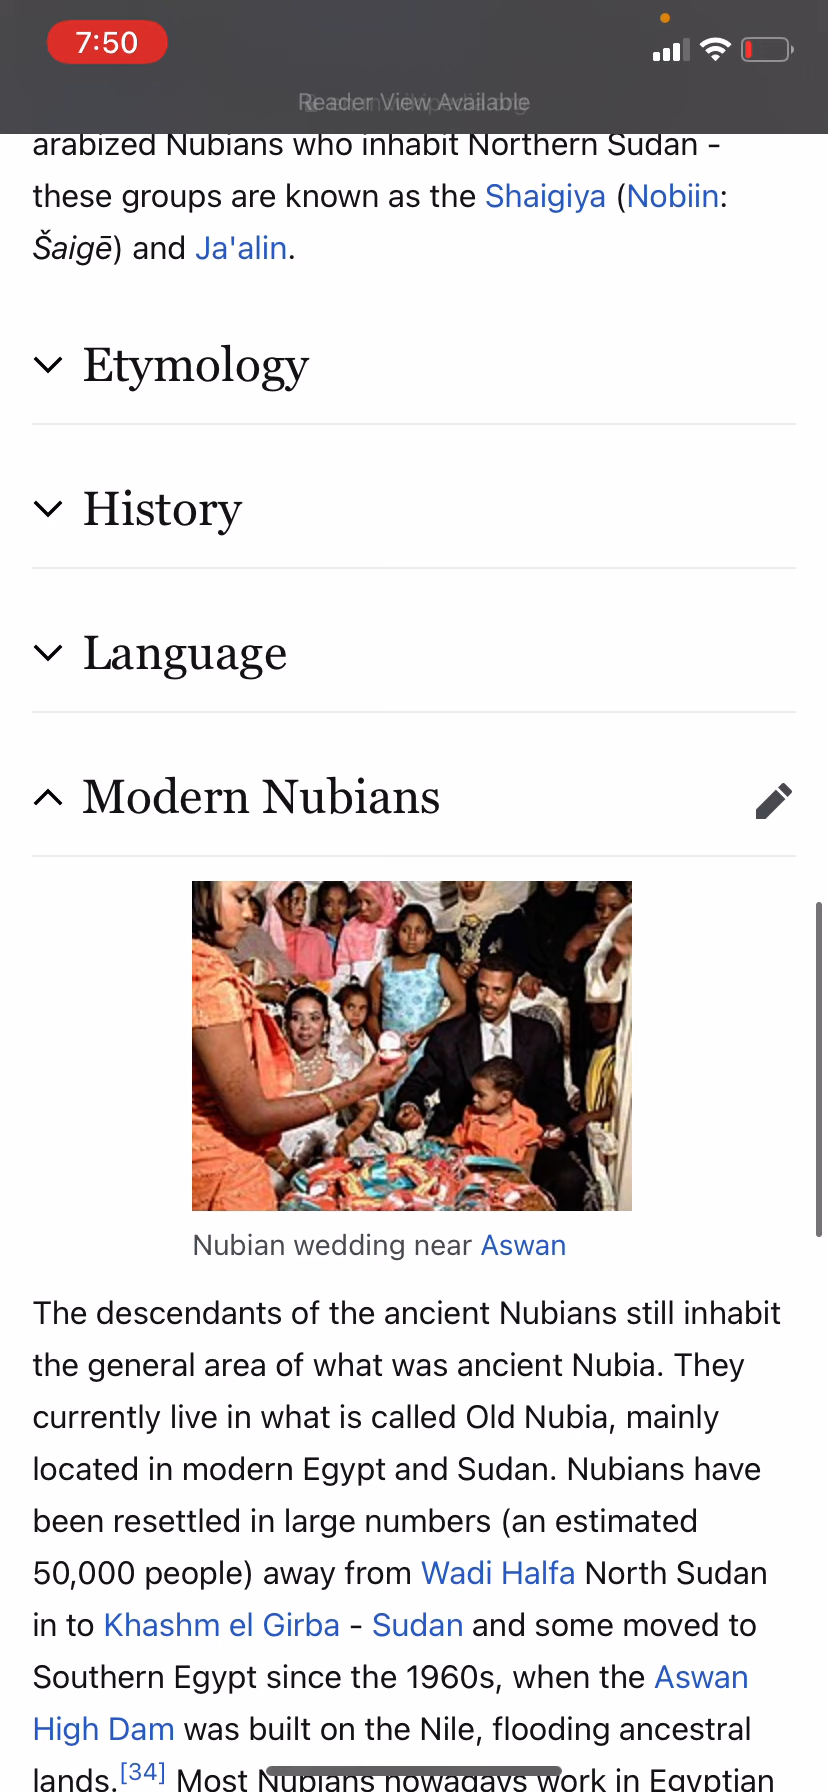 7:50
Reader View Available
arabized Nubians who inhabit Northern Sudan -
these groups are known as the Shaigiya (Nobiin:
Šaigē) and Ja'alin.
Etymology
History
Language
Modern Nubians
Nubian wedding near Aswan
The descendants of the ancient Nubians still inhabit
the general area of what was ancient Nubia. They
currently live in what is called Old Nubia, mainly
located in modern Egypt and Sudan. Nubians have
been resettled in large numbers (an estimated
50,000 people) away from Wadi Halfa North Sudan
in to Khashm el Girba - Sudan and some moved to
Southern Egypt since the 1960s, when the Aswan
High Dam was built on the Nile, flooding ancestral
lands.[34] Most Nubians nowadays work in Egyptian